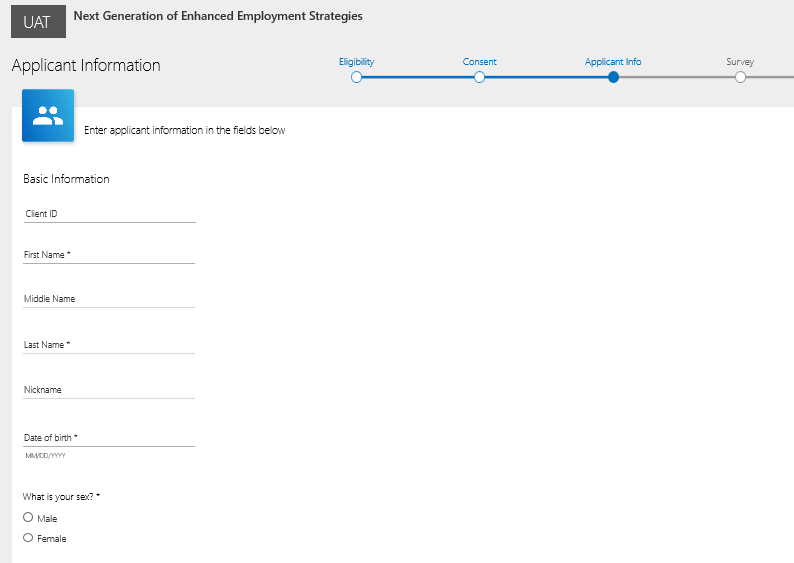 UAT
Next Generation of Enhanced Employment Strategies
Applicant Information
Eligibility
Consent
Applicant Info
Survey
Enter applicant information in the fields below
Basic Information
Client ID
First Name *
Middle Name
Last Name *
Nickname
Date of birth *
MM/DD/YYYY
What is your sex? *
Male
Female